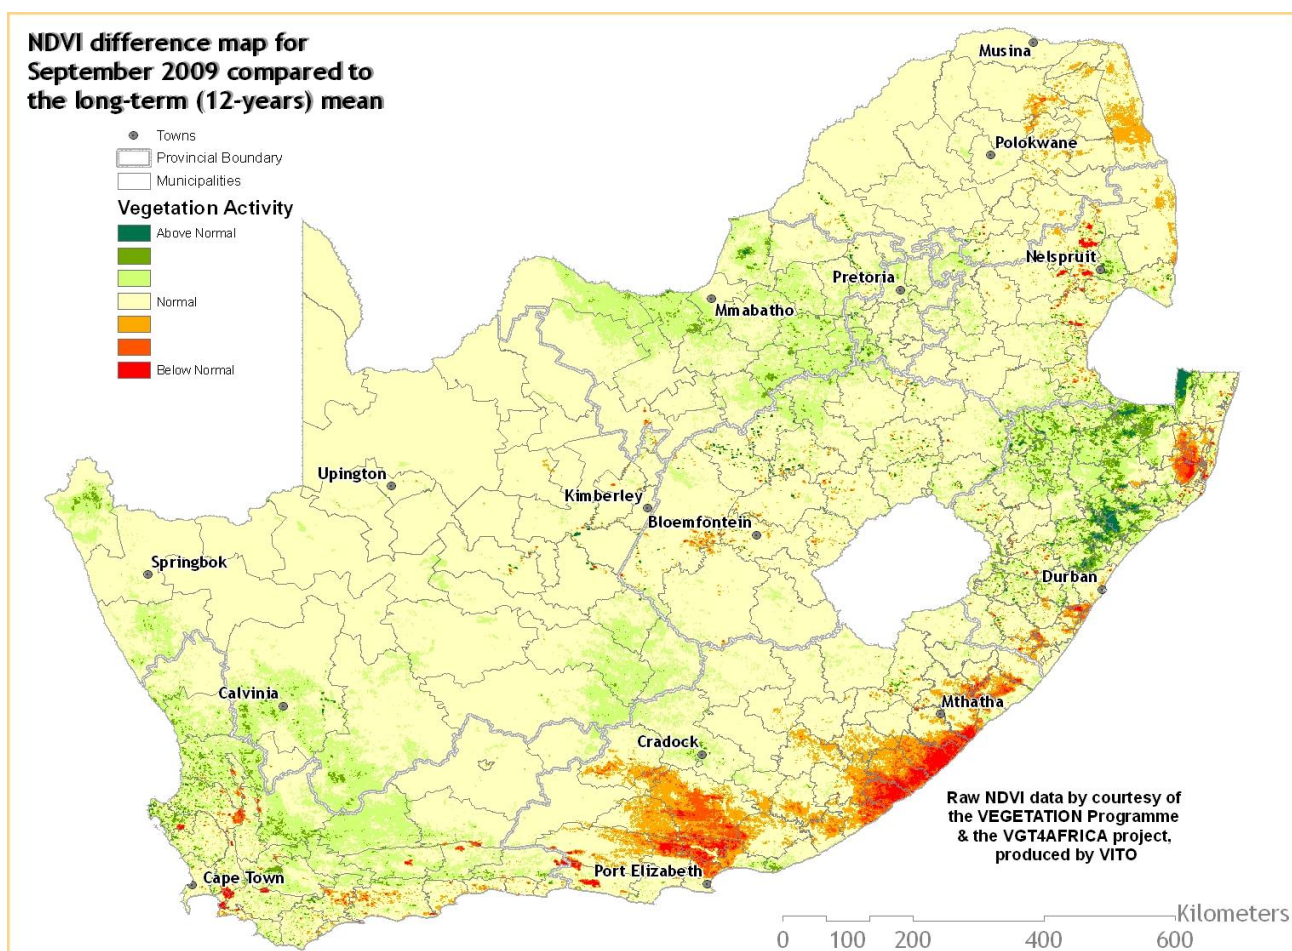 NDVI difference map for
September 2009 compared to
the long-term (12-years) mean
Towns
Provincial Boundary
Municipalities
Vegetation Activity
Above Normal
Normal
Below Normal
Musina
Polokwane
Nelspruit
Pretoria
Mmabatho
Upington
Kimberley
Bloemfontein
Springbok
Durban
Calvinia
Mthatha
Cradock
Cape Town
Port Elizabeth
Raw NDVI data by courtesy of
the VEGETATION Programme
& the VGT4AFRICA project,
produced by VITO
Kilometers
0 100 200 400 600